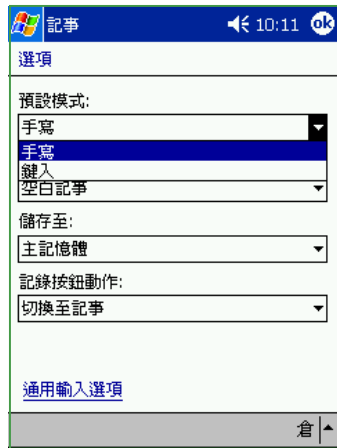 記事 10:11 ok
選項
預設模式:
手寫
手寫
鍵入
空白記事
儲存至:
主記憶體
記錄按鈕動作:
切換至記事
通用輸入選項
倉